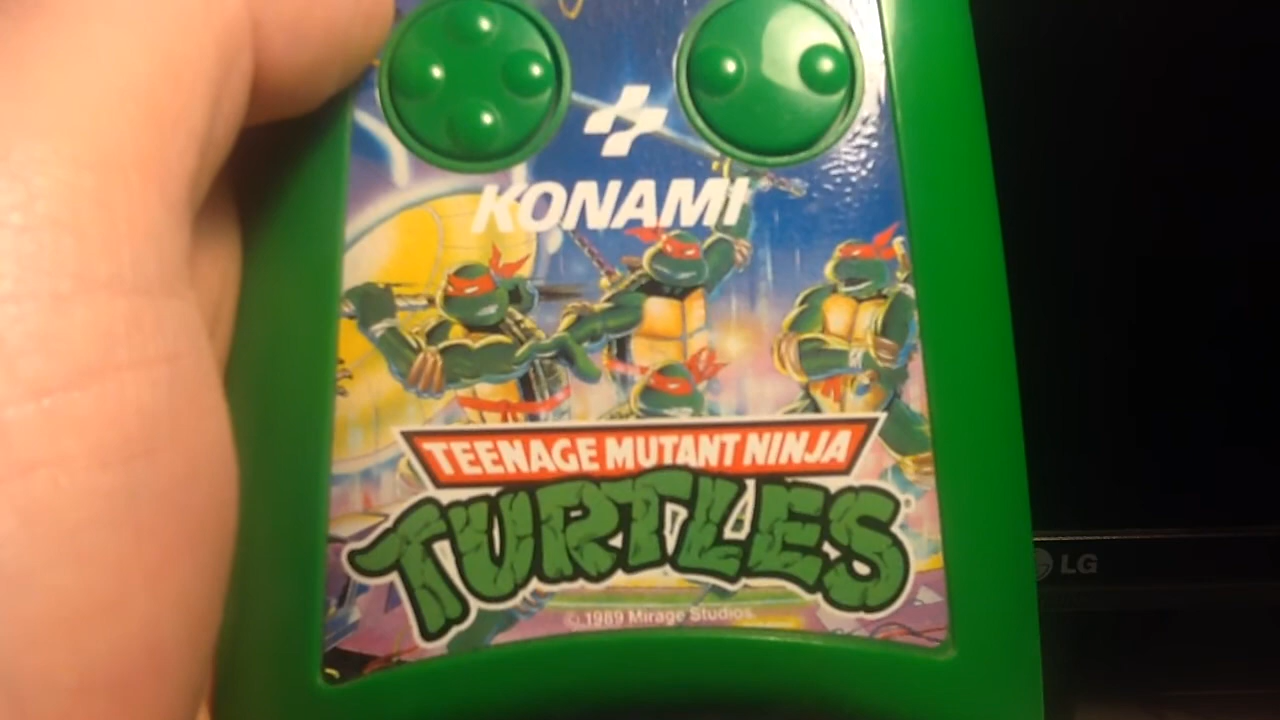 KONAMI
TEENAGE MUTANT NINJA
TURTLES
© 1989 Mirage Studios
LG